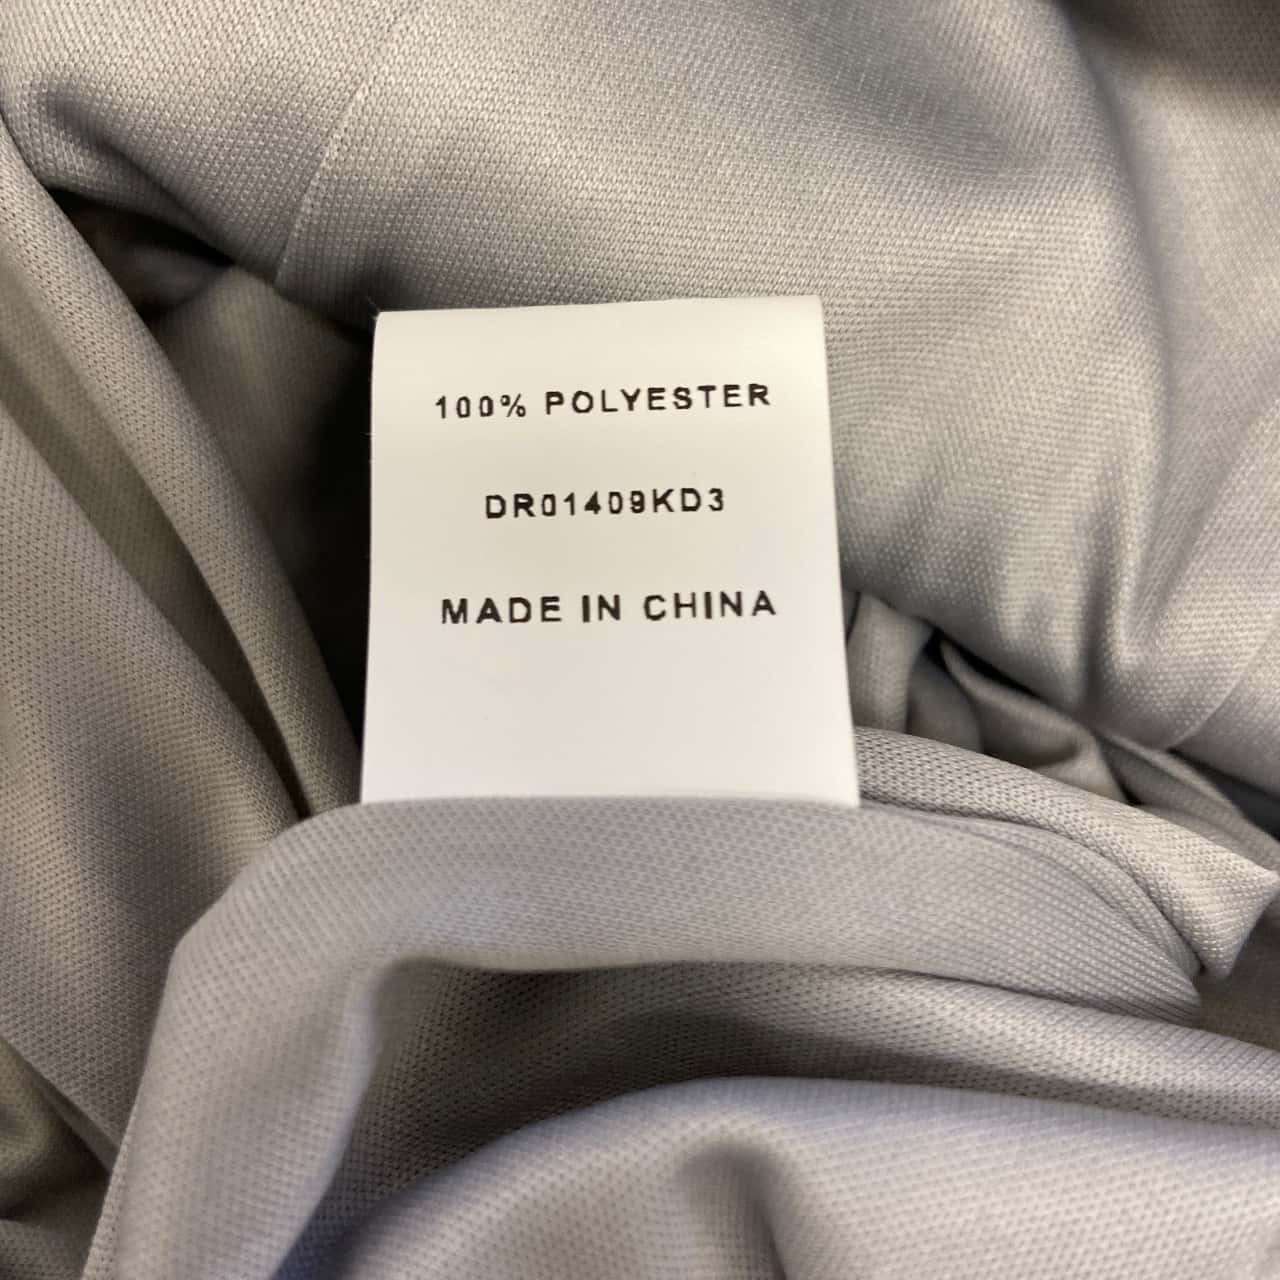 100% POLYESTER
DR01409KD3
MADE IN CHINA